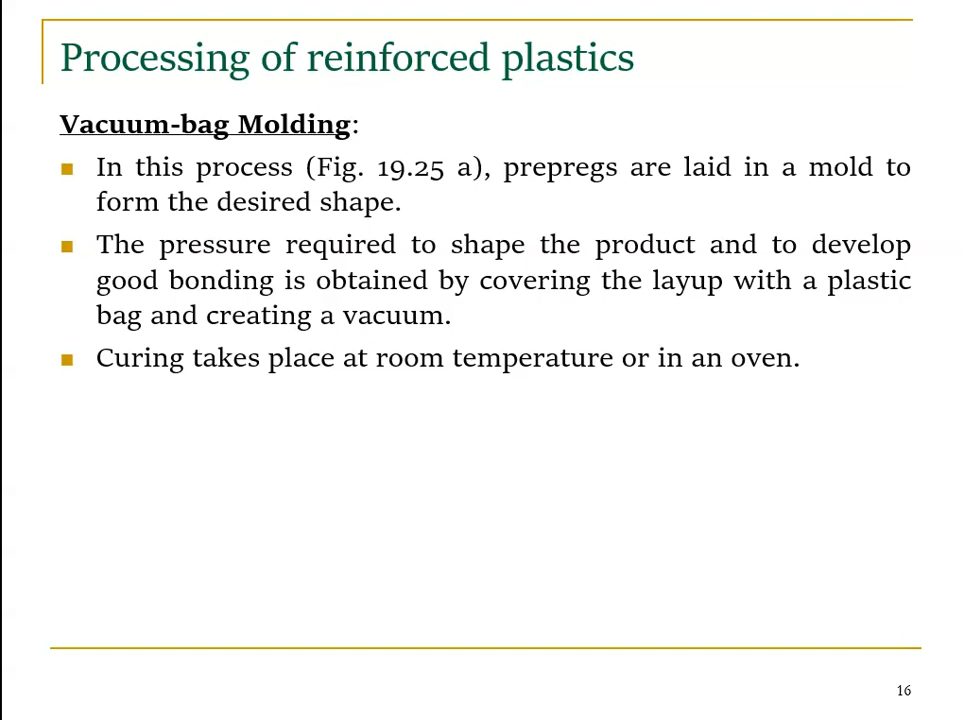 Processing of reinforced plastics
Vacuum-bag Molding:
In this process (Fig. 19.25 a), prepregs are laid in a mold to
form the desired shape.
The pressure required to shape the product and to develop
good bonding is obtained by covering the layup with a plastic
bag and creating a vacuum.
Curing takes place at room temperature or in an oven.
16